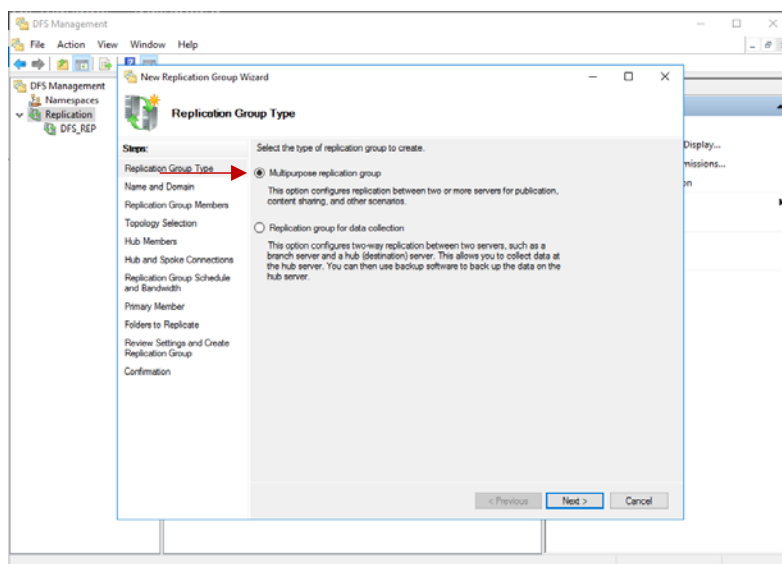 DFS Management
File Action View Window Help
DFS Management
Namespaces
Replication
DFS_REP
New Replication Group Wizard
Replication Group Type
Steps:
Replication Group Type
Name and Domain
Replication Group Members
Topology Selection
Hub Members
Hub and Spoke Connections
Replication Group Schedule
and Bandwidth
Primary Member
Folders to Replicate
Review Settings and Create
Replication Group
Confirmation
Select the type of replication group to create.
Multipurpose replication group
This option configures replication between two or more servers for publication,
content sharing, and other scenarios.
Replication group for data collection
This option configures two-way replication between two servers, such as a
branch server and a hub (destination) server. This allows you to collect data at
the hub server. You can then use backup software to back up the data on the
hub server.
Display...
missions...
on
< Previous Next > Cancel